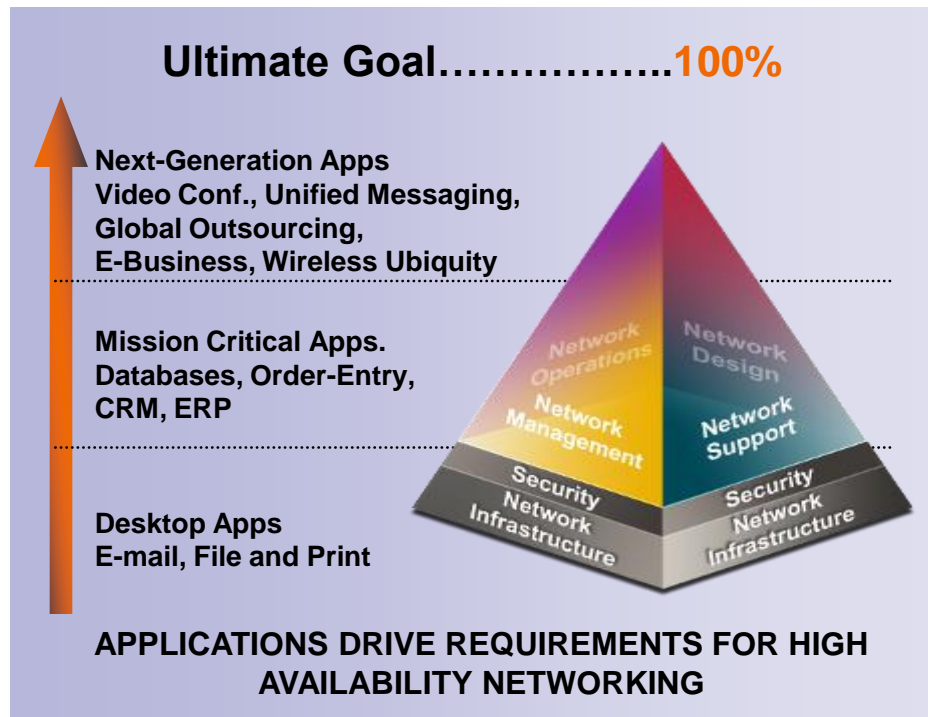 Ultimate Goal……………..100%
Next-Generation Apps
Video Conf., Unified Messaging,
Global Outsourcing,
E-Business, Wireless Ubiquity
Mission Critical Apps.
Databases, Order-Entry,
CRM, ERP
Desktop Apps
E-mail, File and Print
Network
Operations
Network
Management
Security
Network
Infrastructure
Network
Design
Network
Support
Security
Network
Infrastructure
APPLICATIONS DRIVE REQUIREMENTS FOR HIGH
AVAILABILITY NETWORKING